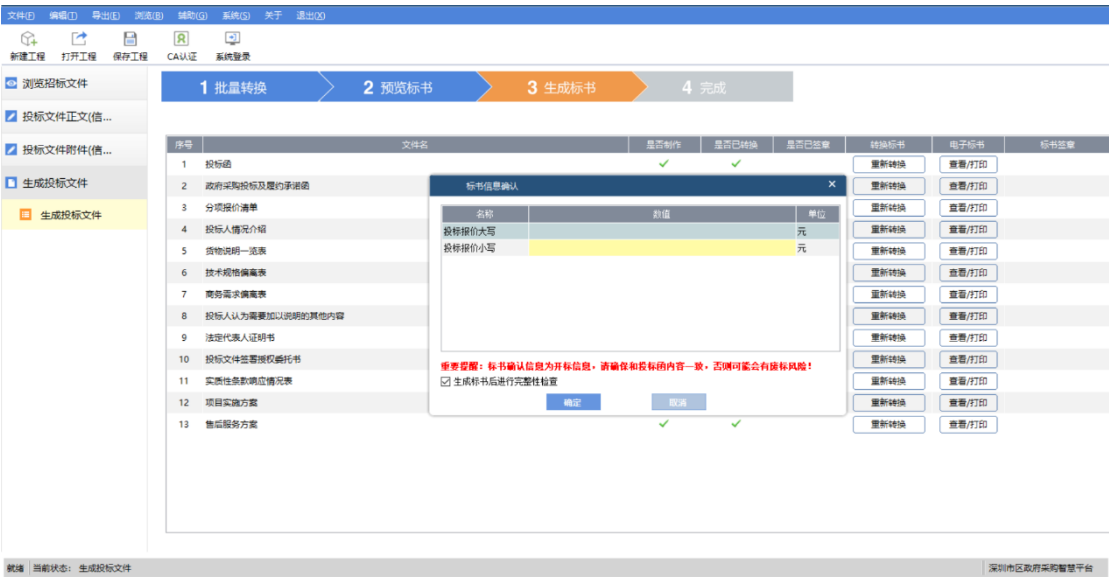 文件(F) 编辑(I) 导出(E) 浏览(B) 辅助(G) 系统(S) 关于 退出(X)
新建工程 打开工程 保存工程 CA认证 系统登录
浏览招标文件
投标文件正文(信...
投标文件附件(信...
生成投标文件
生成投标文件
1 批量转换 2 预览标书 3 生成标书 4 完成
序号 文件名 是否制作 是否已转换 是否已签章 转换标书 电子标书 标书签章
1 投标函 重新转换 查看/打印
2 政府采购投标及履约承诺函 重新转换 查看/打印
3 分项报价清单 重新转换 查看/打印
4 投标人情况介绍 重新转换 查看/打印
5 货物说明一览表 重新转换 查看/打印
6 技术规格偏离表 重新转换 查看/打印
7 商务需求偏离表 重新转换 查看/打印
8 投标人认为需要加以说明的其他内容 重新转换 查看/打印
9 法定代表人证明书 重新转换 查看/打印
10 投标文件签署授权委托书 重新转换 查看/打印
11 实质性条款响应情况表 重新转换 查看/打印
12 项目实施方案 重新转换 查看/打印
13 售后服务方案 重新转换 查看/打印
标书信息确认 ×
名称 数值 单位
投标报价大写 元
投标报价小写 元
重要提醒：标书确认信息为开标信息，请确保和投标函内容一致，否则可能会有废标风险！
生成标书后进行完整性检查
确定 取消
就绪 当前状态： 生成投标文件 深圳市区政府采购智慧平台